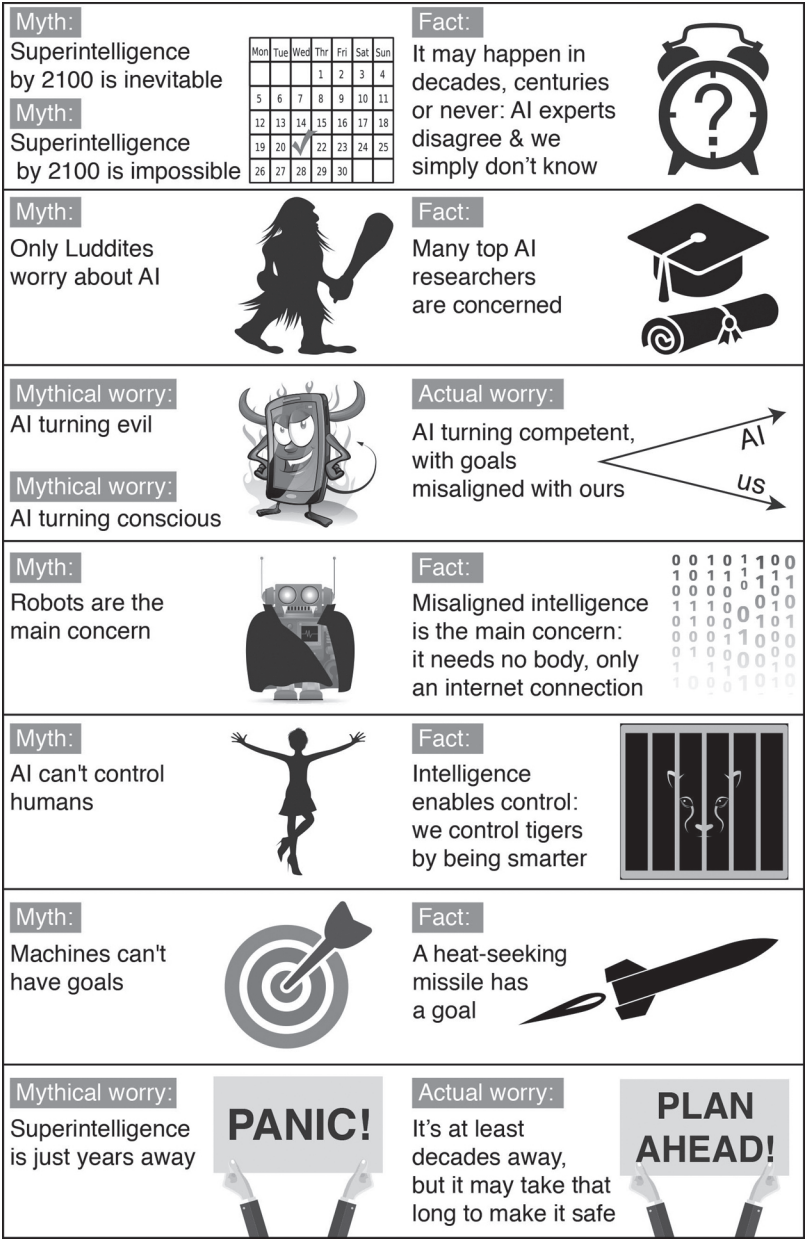 Myth:
Superintelligence
by 2100 is inevitable
Myth:
Superintelligence
by 2100 is impossible
Mon Tue Wed Thr Fri Sat Sun
1 2 3 4
5 6 7 8 9 10 11
12 13 14 15 16 17 18
19 20 22 23 24 25
26 27 28 29 30
Fact:
It may happen in
decades, centuries
or never: AI experts
disagree & we
simply don't know
?
Myth:
Only Luddites
worry about AI
Fact:
Many top AI
researchers
are concerned
Mythical worry:
AI turning evil
Mythical worry:
AI turning conscious
Actual worry:
AI turning competent,
with goals
misaligned with ours
AI
us
Myth:
Robots are the
main concern
Fact:
Misaligned intelligence
is the main concern:
it needs no body, only
an internet connection
0 0 1 0 1 1 0 0
Myth:
AI can't control
humans
Fact:
Intelligence
enables control:
we control tigers
by being smarter
Myth:
Machines can't
have goals
Fact:
A heat-seeking
missile has
a goal
Mythical worry:
Superintelligence
is just years away
PANIC!
Actual worry:
It's at least
decades away,
but it may take that
long to make it safe
PLAN
AHEAD!